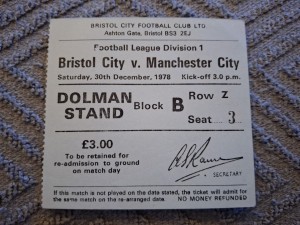 BRISTOL CITY FOOTBALL CLUB LTD.
Ashton Gate, Bristol BS3 2EJ
Football League Division 1
Bristol City v. Manchester City
Saturday, 30th December, 1978 Kick-off 3.0 p.m.
DOLMAN STAND Block B Row Z
Seat 3
£3.00
To be retained for
re-admission to ground
on match day
SECRETARY
If this match is not played on the date stated, the ticket will admit for
the same match on the re-arranged date. NO MONEY REFUNDED